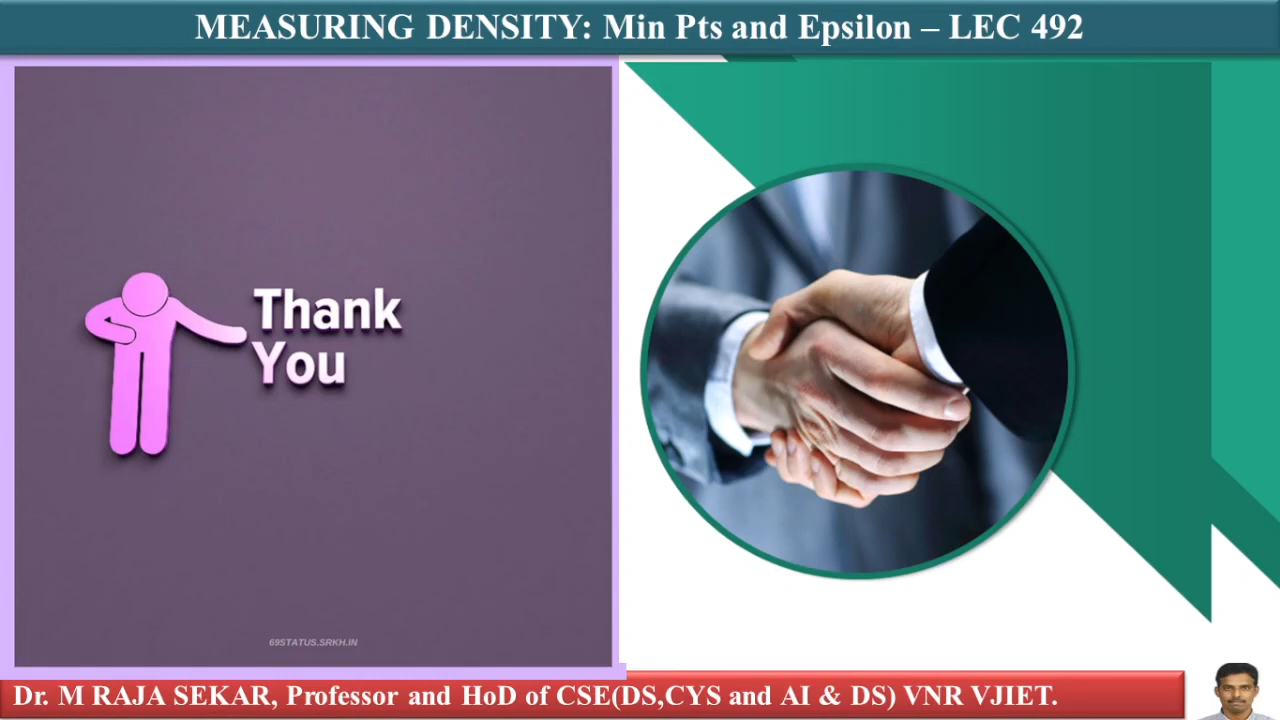 MEASURING DENSITY: Min Pts and Epsilon – LEC 492
Thank
You
69STATUS.SRKH.IN
Dr. M RAJA SEKAR, Professor and HoD of CSE(DS,CYS and AI & DS) VNR VJIET.